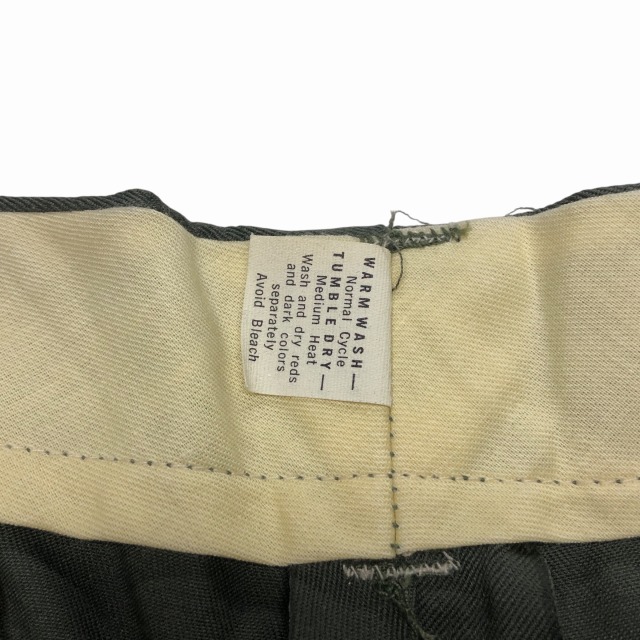 WARM WASH—
Normal Cycle
TUMBLE DRY—
Medium Heat
Wash and dry reds
and dark colors
separately
Avoid Bleach